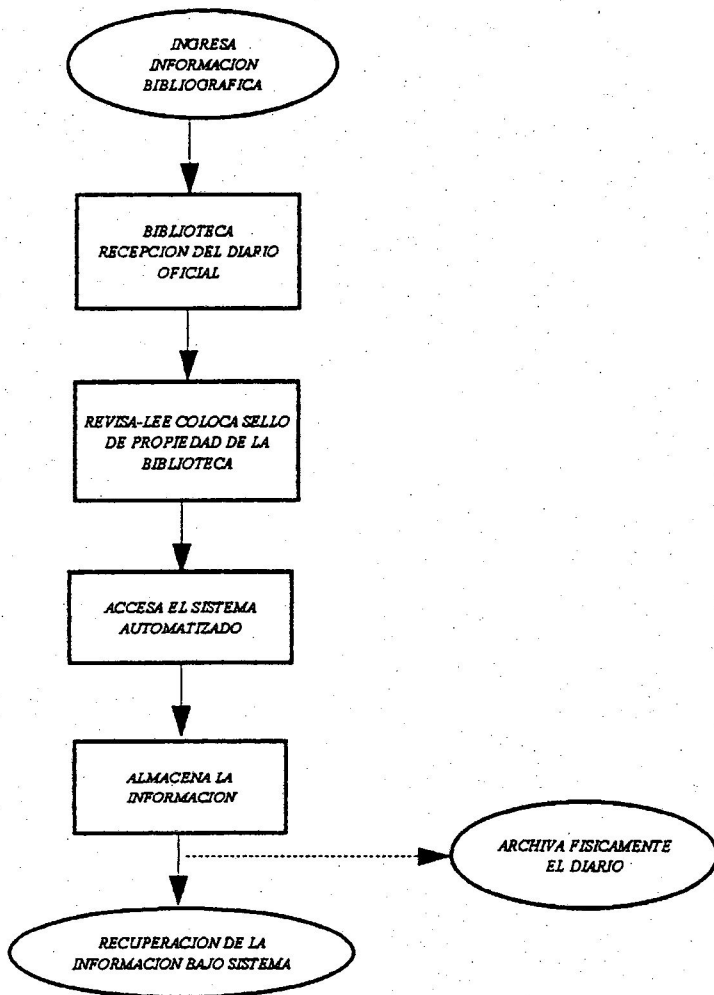 INGRESA
INFORMACION
BIBLIOGRAFICA
BIBLIOTECA
RECEPCION DEL DIARIO
OFICIAL
REVISA-LEE COLOCA SELLO
DE PROPIEDAD DE LA
BIBLIOTECA
ACCESA EL SISTEMA
AUTOMATIZADO
ALMACENA LA
INFORMACION
ARCHIVA FISICAMENTE
EL DIARIO
RECUPERACION DE LA
INFORMACION BAJO SISTEMA